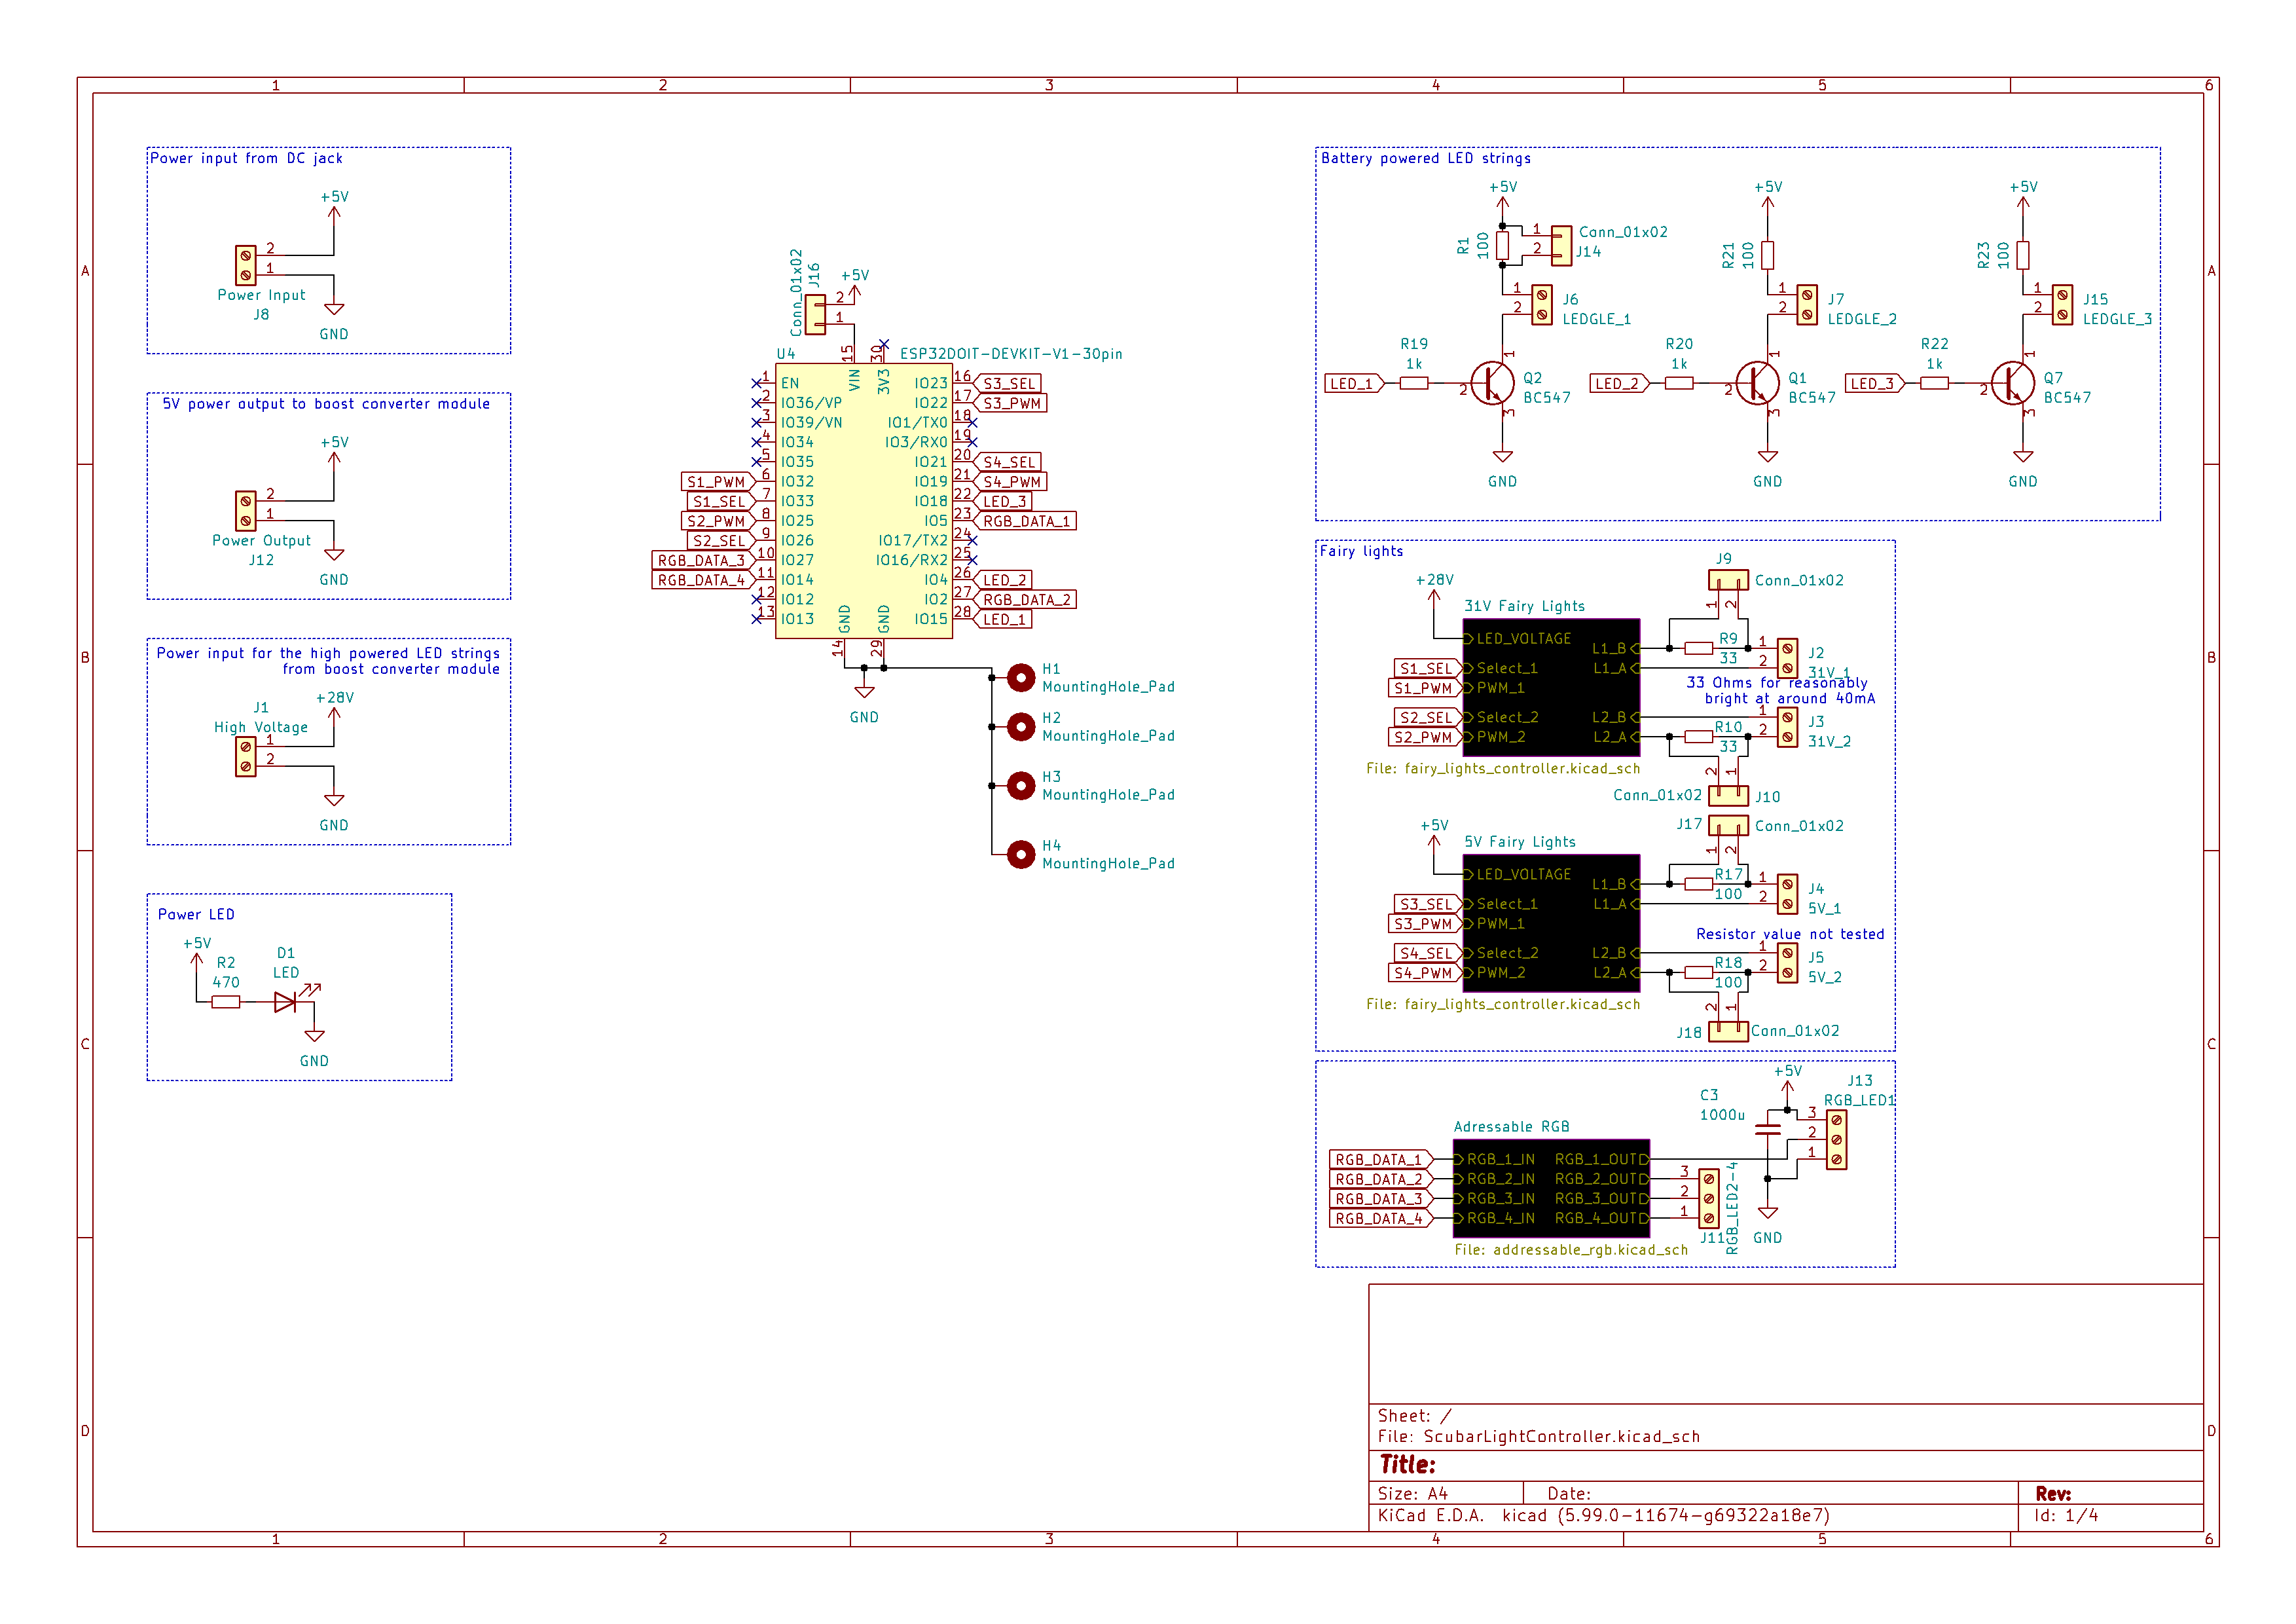 1 2 3 4 5 6
A
B
C
D
Power input from DC jack
+5V
2
1
Power Input
J8
GND
5V power output to boost converter module
+5V
2
1
Power Output
J12
GND
Power input for the high powered LED strings
from boost converter module
J1
High Voltage
+28V
1
2
GND
Power LED
+5V
R2
470
D1
LED
GND
Conn_01x02
J16
+5V
2
1
U4
ESP32DOIT-DEVKIT-V1-30pin
15
VIN
30
3V3
1 EN
2 IO36/VP
3 IO39/VN
4 IO34
5 IO35
S1_PWM 6 IO32
S1_SEL 7 IO33
S2_PWM 8 IO25
S2_SEL 9 IO26
RGB_DATA_3 10 IO27
RGB_DATA_4 11 IO14
12 IO12
13 IO13
IO23 16 S3_SEL
IO22 17 S3_PWM
IO1/TX0 18
IO3/RX0 19
IO21 20 S4_SEL
IO19 21 S4_PWM
IO18 22 LED_3
IO5 23 RGB_DATA_1
IO17/TX2 24
IO16/RX2 25
IO4 26 LED_2
IO2 27 RGB_DATA_2
IO15 28 LED_1
GND
14
GND
29
GND
H1
MountingHole_Pad
H2
MountingHole_Pad
H3
MountingHole_Pad
H4
MountingHole_Pad
Battery powered LED strings
+5V
R1
100
1
2
Conn_01x02
J14
1
2
J6
LEDGLE_1
R19
1k
LED_1
2
1
3
Q2
BC547
GND
+5V
R21
100
1
2
J7
LEDGLE_2
R20
1k
LED_2
2
1
3
Q1
BC547
GND
+5V
R23
100
1
2
J15
LEDGLE_3
R22
1k
LED_3
2
1
3
Q7
BC547
GND
Fairy lights
+28V
31V Fairy Lights
LED_VOLTAGE
S1_SEL Select_1
S1_PWM PWM_1
S2_SEL Select_2
S2_PWM PWM_2
L1_B
L1_A
L2_B
L2_A
File: fairy_lights_controller.kicad_sch
J9
Conn_01x02
1
2
R9
33
1
2
J2
31V_1
33 Ohms for reasonably
bright at around 40mA
1
2
J3
31V_2
R10
33
2
1
Conn_01x02
J10
+5V
5V Fairy Lights
LED_VOLTAGE
S3_SEL Select_1
S3_PWM PWM_1
S4_SEL Select_2
S4_PWM PWM_2
L1_B
L1_A
L2_B
L2_A
File: fairy_lights_controller.kicad_sch
J17
Conn_01x02
1
2
R17
100
1
2
J4
5V_1
Resistor value not tested
1
2
J5
5V_2
R18
100
2
1
J18
Conn_01x02
Adressable RGB
RGB_DATA_1 RGB_1_IN RGB_1_OUT
RGB_DATA_2 RGB_2_IN RGB_2_OUT
RGB_DATA_3 RGB_3_IN RGB_3_OUT
RGB_DATA_4 RGB_4_IN RGB_4_OUT
File: addressable_rgb.kicad_sch
3
2
1
J11
RGB_LED2-4
C3
1000u
+5V
J13
RGB_LED1
3
2
1
GND
Sheet: /
File: ScubarLightController.kicad_sch
Title:
Size: A4
Date:
Rev:
KiCad E.D.A. kicad (5.99.0-11674-g69322a18e7)
Id: 1/4
A
B
C
D
1 2 3 4 5 6